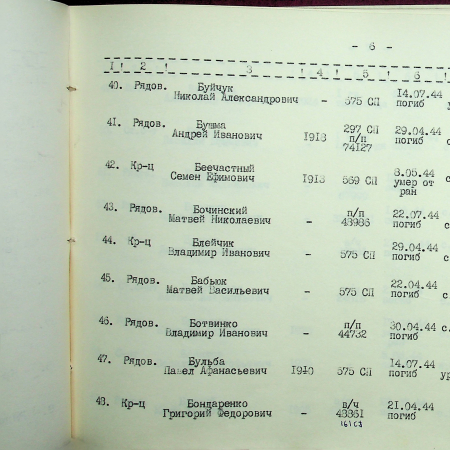 - 6 -
1 ! 2 ! 3 ! 4 ! 5 ! 6 !
40. Рядов. Буйчук 14.07.44
Николай Александрович - 575 СП погиб
41. Рядов. Бушма 297 СП 29.04.44
Андрей Иванович 1918 п/п погиб
74127
42. Кр-ц Бесчастный 8.05.44
Семен Ефимович 1913 569 СП умер от
ран
43. Рядов. Бочинский п/п 22.07.44
Матвей Николаевич - 43986 погиб
44. Кр-ц Блейчик 29.04.44
Владимир Иванович - 575 СП погиб с.
45. Рядов. Бабьюк 22.04.44
Матвей Васильевич - 575 СП погиб с.
46. Рядов. Ботвинко п/п 30.04.44 с.
Владимир Иванович - 44732 погиб
47. Рядов. Бульба 14.07.44
Павел Афанасьевич 1910 575 СП погиб
48. Кр-ц Бондаренко в/ч 21.04.44
Григорий Федорович - 43361 погиб